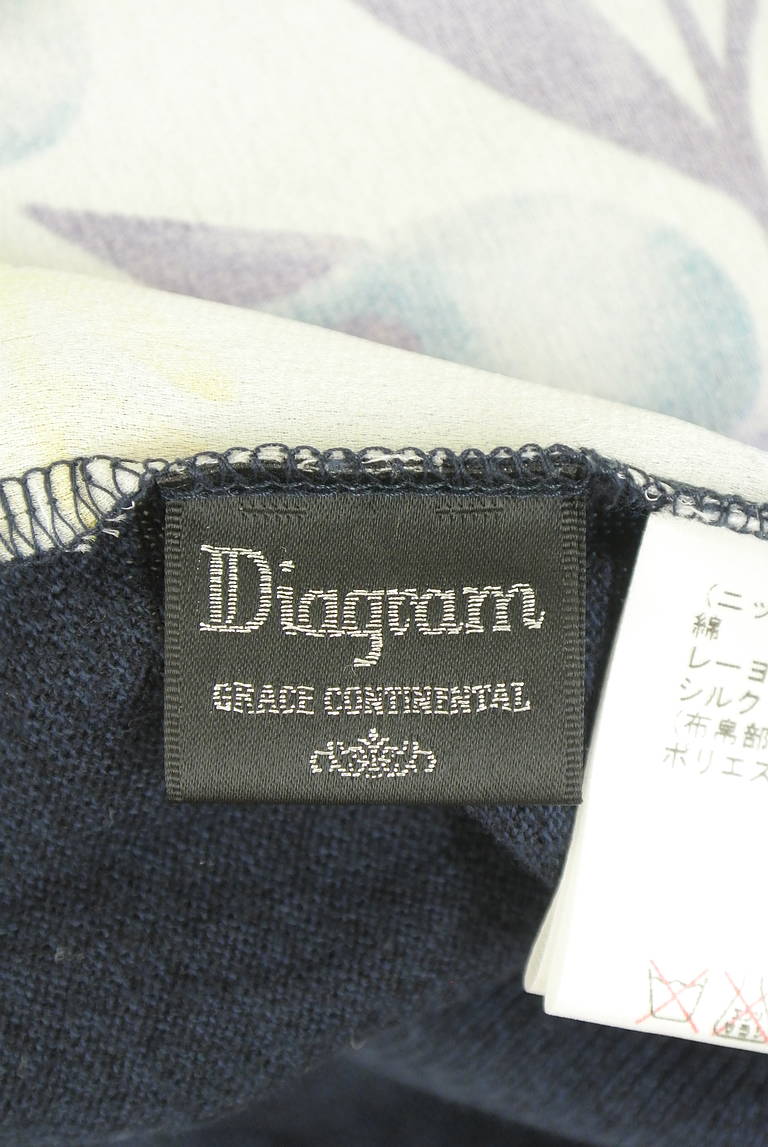 Diagram
GRACE CONTINENTAL
〈ニッ
綿
レーヨ
シルク
〈布帛部
ポリエス